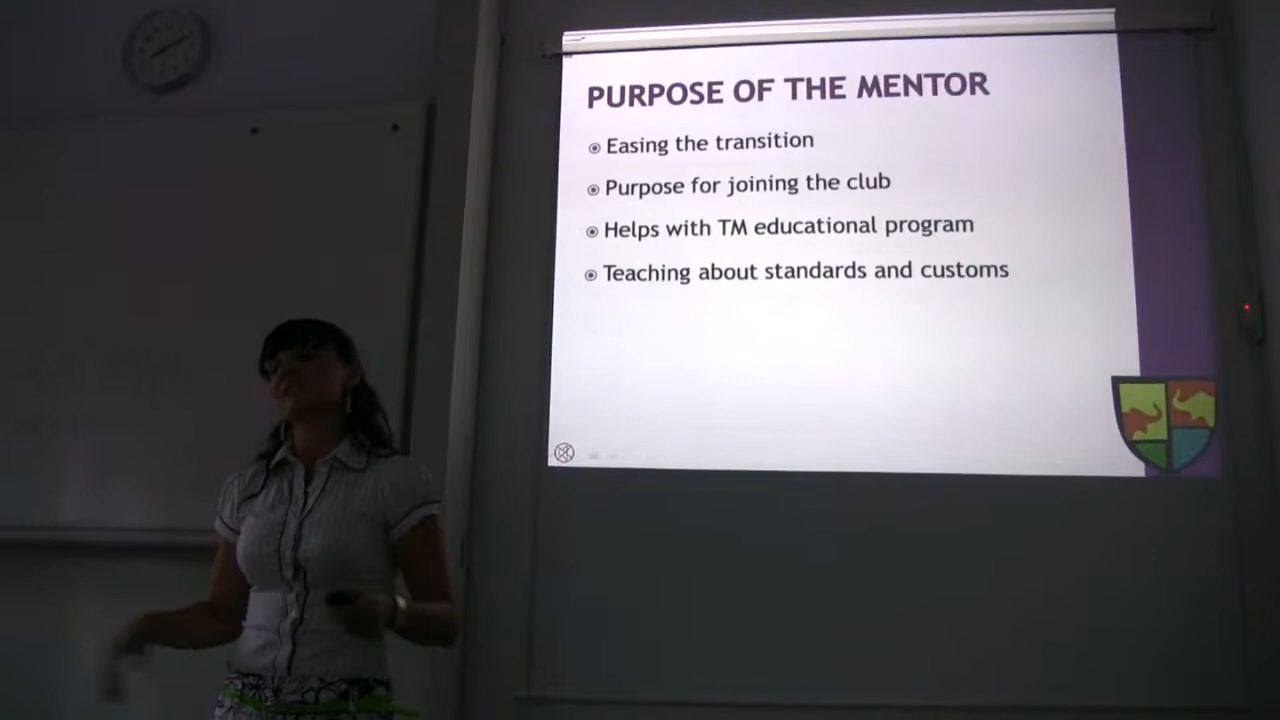 PURPOSE OF THE MENTOR
Easing the transition
Purpose for joining the club
Helps with TM educational program
Teaching about standards and customs